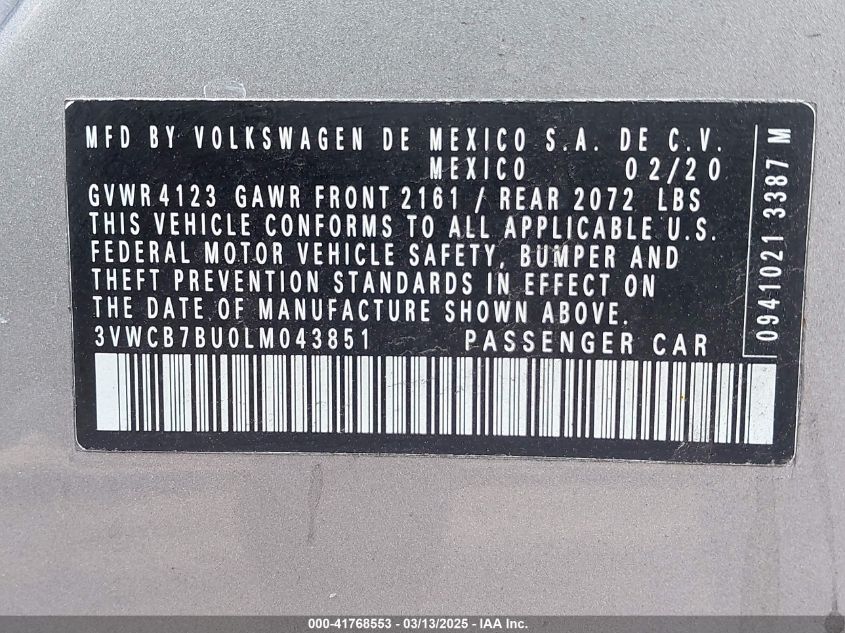 MFD BY VOLKSWAGEN DE MEXICO S.A. DE C.V.
MEXICO 02/20
GVWR 4123 GAWR FRONT 2161 / REAR 2072 LBS
THIS VEHICLE CONFORMS TO ALL APPLICABLE U.S.
FEDERAL MOTOR VEHICLE SAFETY, BUMPER AND
THEFT PREVENTION STANDARDS IN EFFECT ON
THE DATE OF MANUFACTURE SHOWN ABOVE.
3VWCB7BU0LM043851 PASSENGER CAR
0941021 3387 M
000-41768553 — 03/13/2025 — IAA Inc.